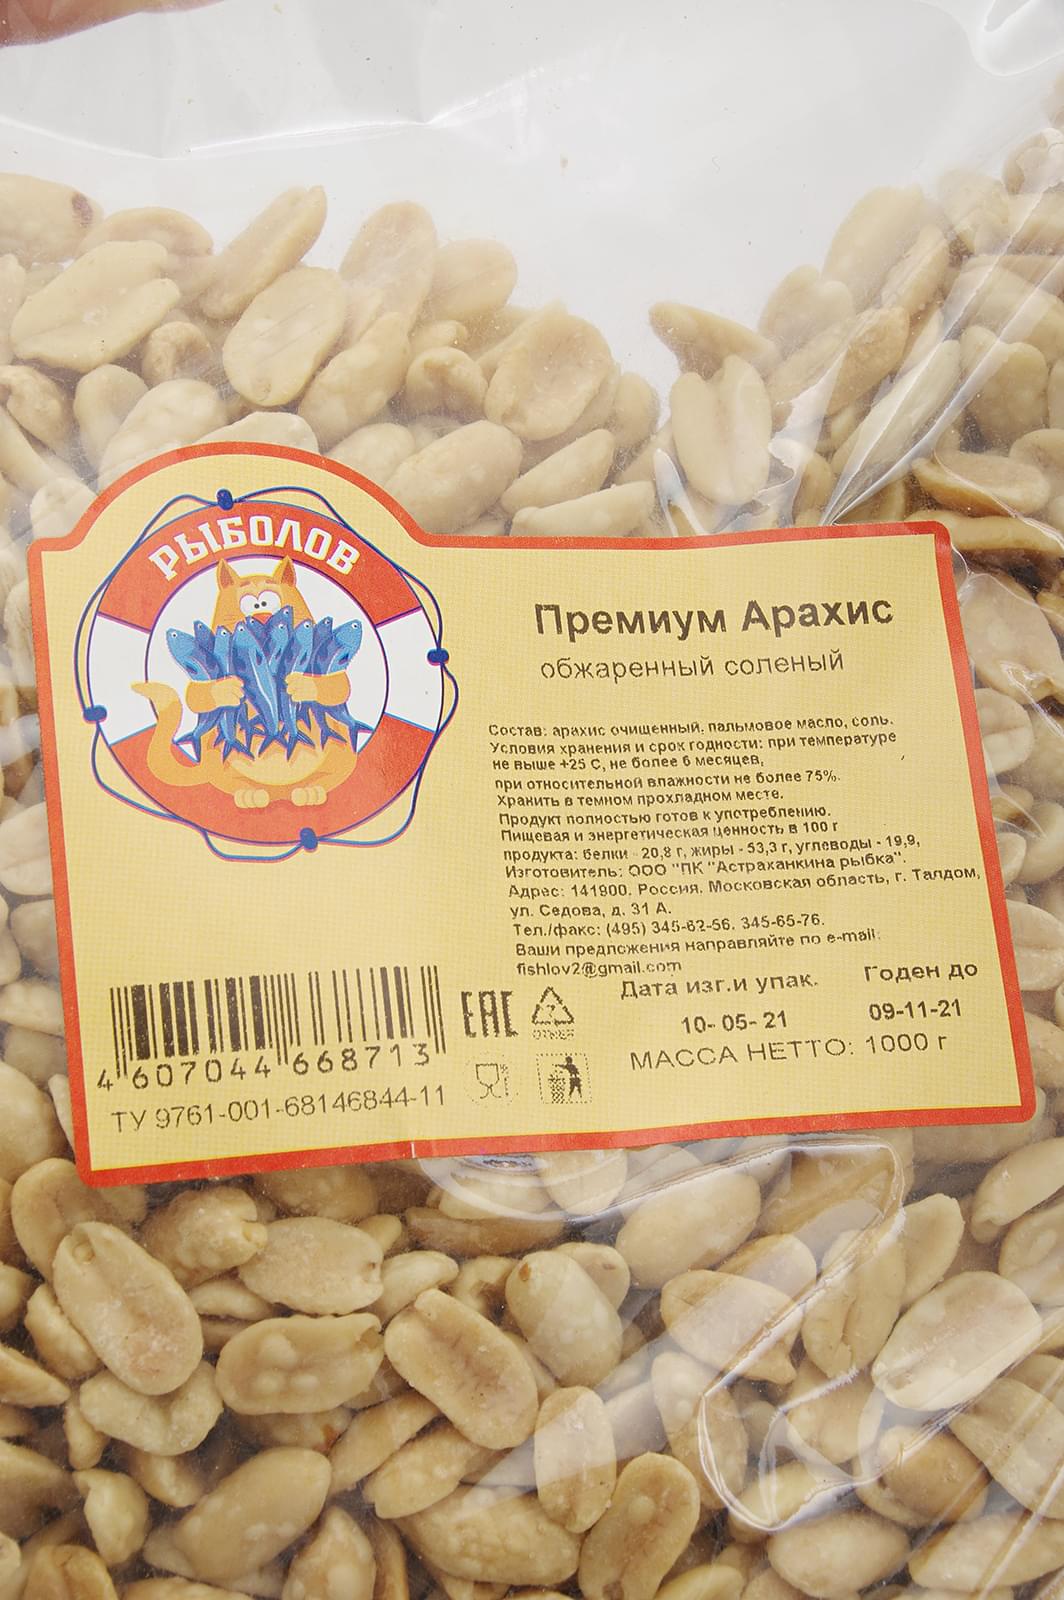 РЫБОЛОВ
Премиум Арахис
обжаренный соленый
Состав: арахис очищенный, пальмовое масло, соль.
Условия хранения и срок годности: при температуре
не выше +25 С, не более 6 месяцев,
при относительной влажности не более 75%.
Хранить в темном прохладном месте.
Продукт полностью готов к употреблению.
Пищевая и энергетическая ценность в 100 г
продукта: белки - 20,8 г, жиры - 53,3 г, углеводы - 19,9,
Изготовитель: ООО "ПК "Астраханкина рыбка".
Адрес: 141900, Россия, Московская область, г. Талдом,
ул. Седова, д. 31 А.
Тел./факс: (495) 345-62-56, 345-65-76.
Ваши предложения направляйте по e-mail:
fishlov2@gmail.com
Дата изг.и упак. Годен до
10-05-21 09-11-21
МАССА НЕТТО: 1000 г
EAC
4 607044 668713
ТУ 9761-001-68146844-11